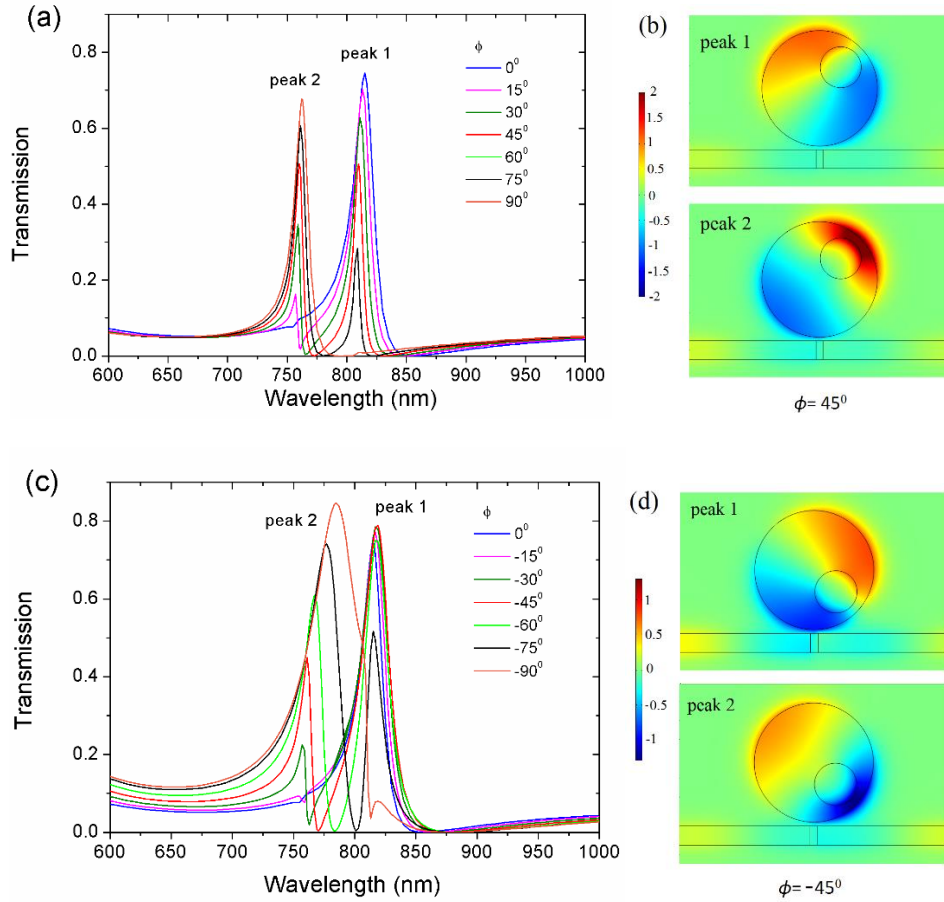 (a)
Transmission
0.8
0.6
0.4
0.2
0.0
600 650 700 750 800 850 900 950 1000
Wavelength (nm)
peak 2
peak 1
ϕ
0⁰
15⁰
30⁰
45⁰
60⁰
75⁰
90⁰
(b)
peak 1
2
1.5
1
0.5
0
-0.5
-1
-1.5
-2
peak 2
ϕ= 45⁰
(c)
Transmission
0.8
0.6
0.4
0.2
0.0
600 650 700 750 800 850 900 950 1000
Wavelength (nm)
peak 2
peak 1
ϕ
0⁰
-15⁰
-30⁰
-45⁰
-60⁰
-75⁰
-90⁰
(d)
peak 1
1
0.5
0
-0.5
-1
peak 2
ϕ= -45⁰